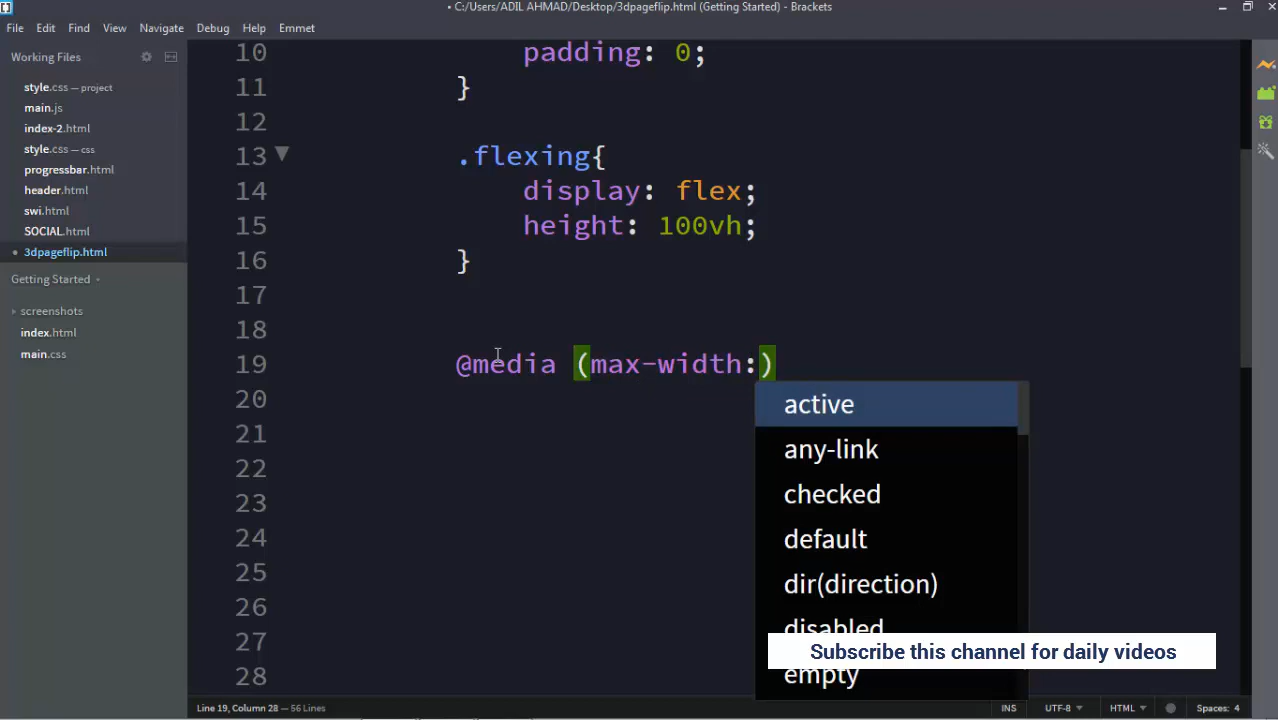 • C:/Users/ADIL AHMAD/Desktop/3dpageflip.html (Getting Started) - Brackets
File Edit Find View Navigate Debug Help Emmet
Working Files
style.css — project
main.js
index-2.html
style.css — css
progressbar.html
header.html
swi.html
SOCIAL.html
• 3dpageflip.html
Getting Started
screenshots
index.html
main.css
10 padding: 0;
11 }
12
13 .flexing{
14 display: flex;
15 height: 100vh;
16 }
17
18
19 @media (max-width:)
20
21
22
23
24
25
26
27
28
active
any-link
checked
default
dir(direction)
disabled
empty
Subscribe this channel for daily videos
Line 19, Column 28 — 56 Lines
INS UTF-8 HTML Spaces: 4